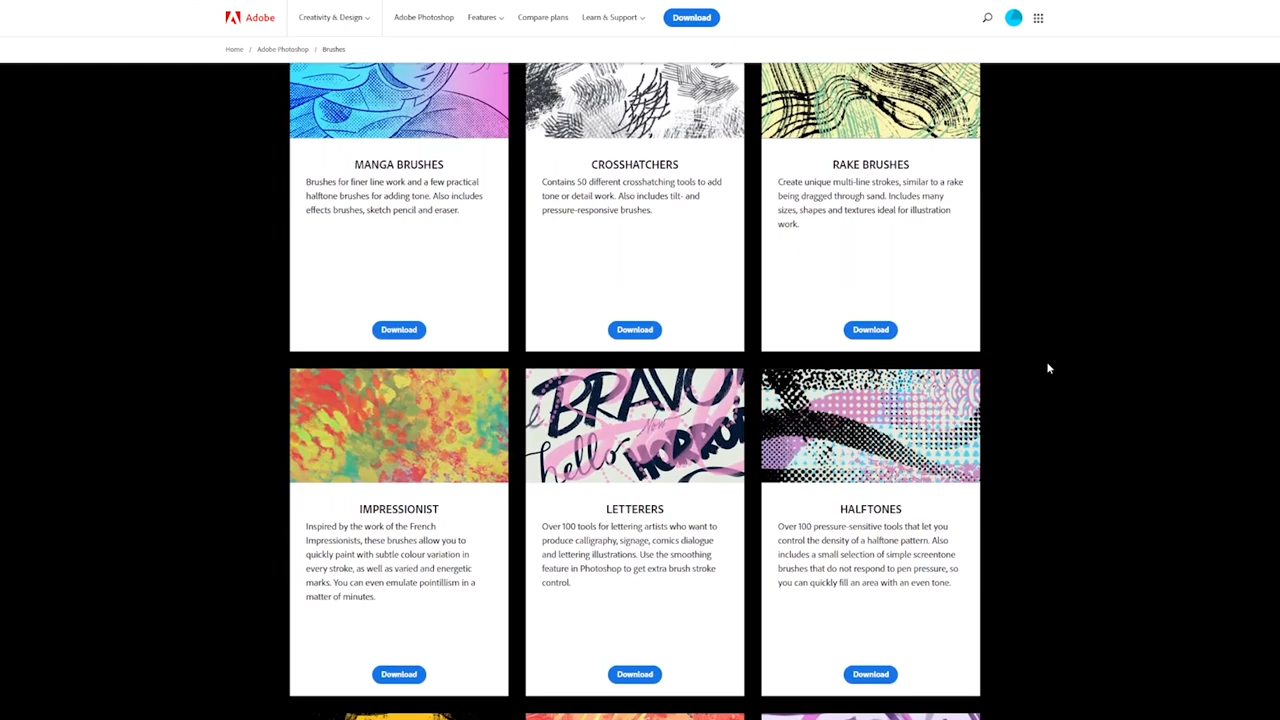 Adobe
Creativity & Design
Adobe Photoshop
Features
Compare plans
Learn & Support
Download
Home / Adobe Photoshop / Brushes
MANGA BRUSHES
Brushes for finer line work and a few practical
halftone brushes for adding tone. Also includes
effects brushes, sketch pencil and eraser.
Download
CROSSHATCHERS
Contains 50 different crosshatching tools to add
tone or detail work. Also includes tilt- and
pressure-responsive brushes.
Download
RAKE BRUSHES
Create unique multi-line strokes, similar to a rake
being dragged through sand. Includes many
sizes, shapes and textures ideal for illustration
work.
Download
IMPRESSIONIST
Inspired by the work of the French
Impressionists, these brushes allow you to
quickly paint with subtle colour variation in
every stroke, as well as varied and energetic
marks. You can even emulate pointillism in a
matter of minutes.
Download
BRAVO!
Now
hello
LETTERERS
Over 100 tools for lettering artists who want to
produce calligraphy, signage, comics dialogue
and lettering illustrations. Use the smoothing
feature in Photoshop to get extra brush stroke
control.
Download
HALFTONES
Over 100 pressure-sensitive tools that let you
control the density of a halftone pattern. Also
includes a small selection of simple screentone
brushes that do not respond to pen pressure, so
you can quickly fill an area with an even tone.
Download